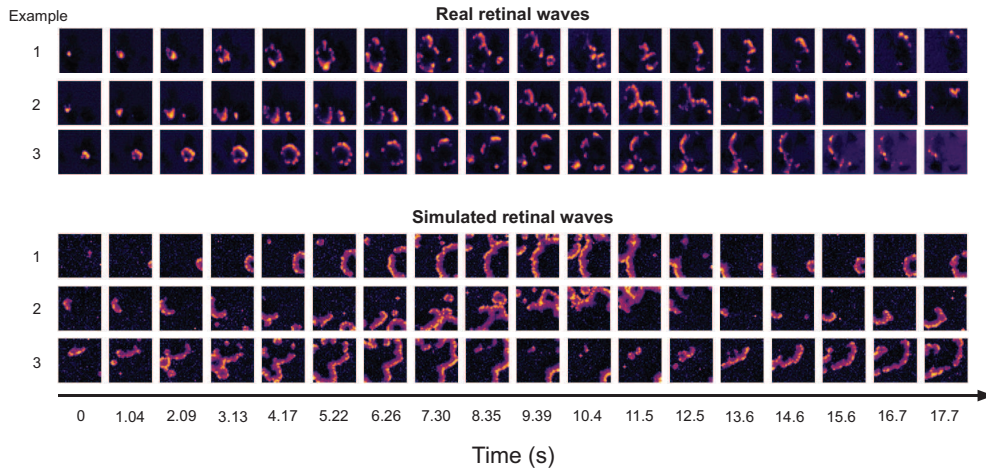 Example
Real retinal waves
1
2
3
Simulated retinal waves
1
2
3
0 1.04 2.09 3.13 4.17 5.22 6.26 7.30 8.35 9.39 10.4 11.5 12.5 13.6 14.6 15.6 16.7 17.7
Time (s)